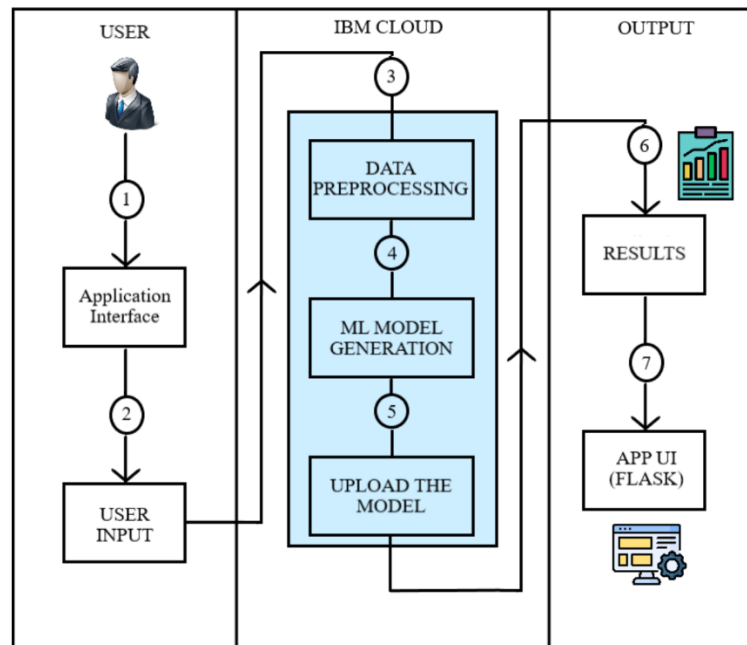 USER
IBM CLOUD
OUTPUT
1
Application
Interface
2
USER
INPUT
3
DATA
PREPROCESSING
4
ML MODEL
GENERATION
5
UPLOAD THE
MODEL
6
RESULTS
7
APP UI
(FLASK)